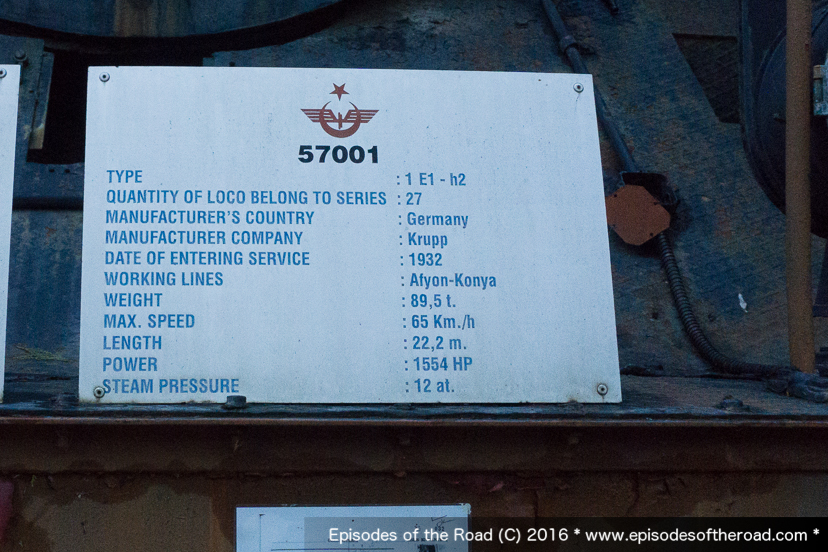 57001
TYPE : 1 E1 - h2
QUANTITY OF LOCO BELONG TO SERIES : 27
MANUFACTURER'S COUNTRY : Germany
MANUFACTURER COMPANY : Krupp
DATE OF ENTERING SERVICE : 1932
WORKING LINES : Afyon-Konya
WEIGHT : 89,5 t.
MAX. SPEED : 65 Km./h
LENGTH : 22,2 m.
POWER : 1554 HP
STEAM PRESSURE : 12 at.
Episodes of the Road (C) 2016 * www.episodesoftheroad.com *